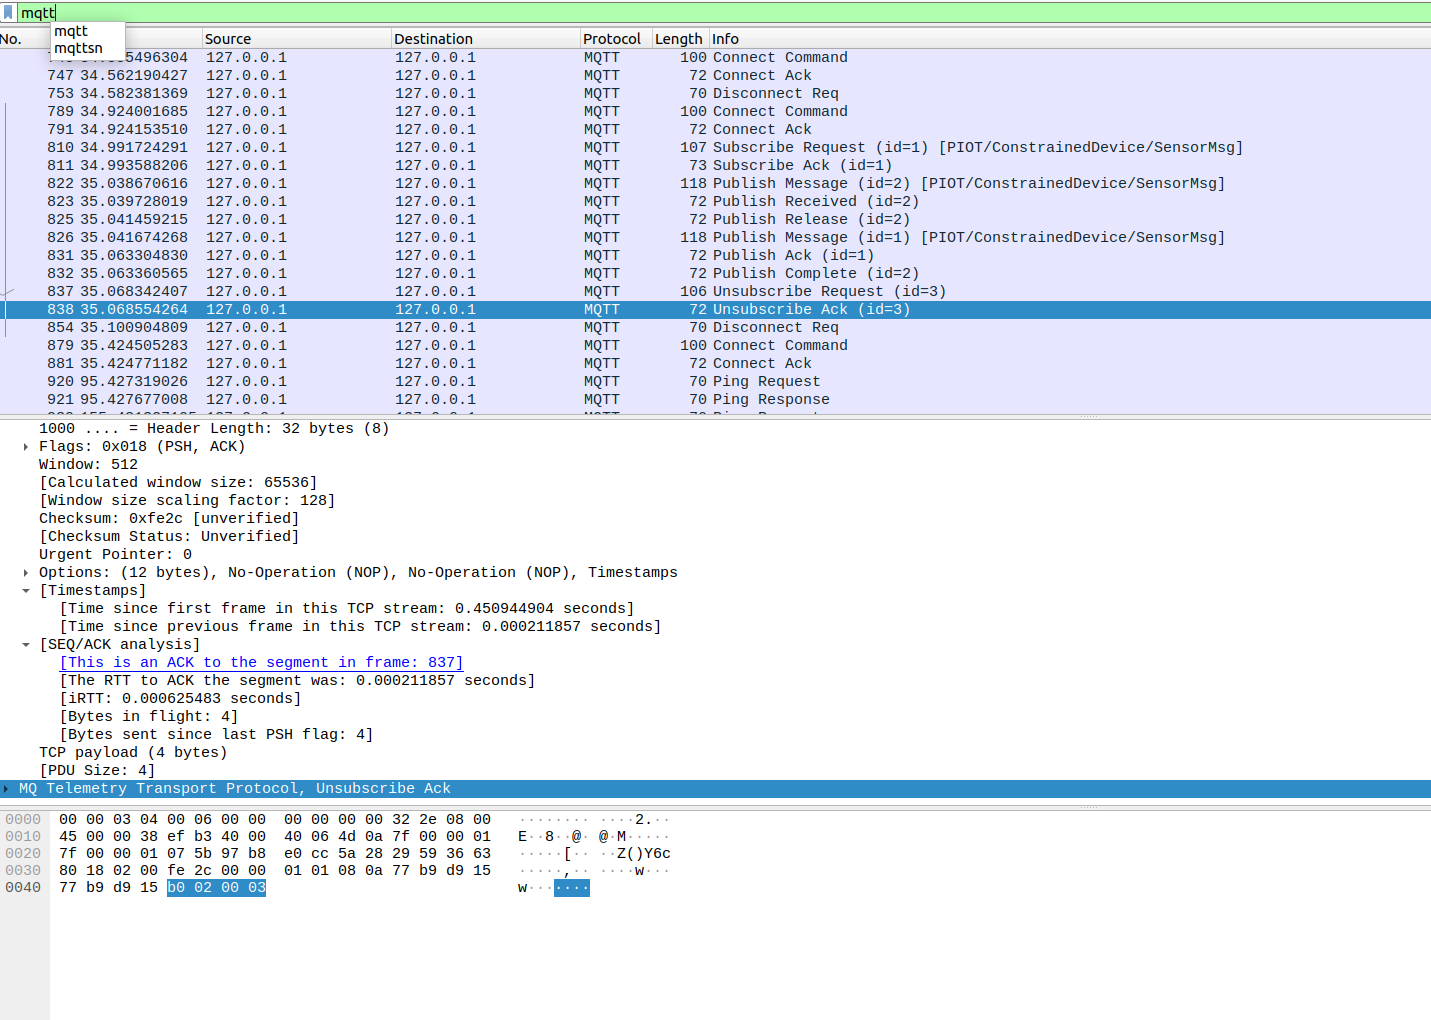 mqtt
mqtt
mqttsn
No. Source Destination Protocol Length Info
5496304 127.0.0.1 127.0.0.1 MQTT 100 Connect Command
747 34.562190427 127.0.0.1 127.0.0.1 MQTT 72 Connect Ack
753 34.582381369 127.0.0.1 127.0.0.1 MQTT 70 Disconnect Req
789 34.924001685 127.0.0.1 127.0.0.1 MQTT 100 Connect Command
791 34.924153510 127.0.0.1 127.0.0.1 MQTT 72 Connect Ack
810 34.991724291 127.0.0.1 127.0.0.1 MQTT 107 Subscribe Request (id=1) [PIOT/ConstrainedDevice/SensorMsg]
811 34.993588206 127.0.0.1 127.0.0.1 MQTT 73 Subscribe Ack (id=1)
822 35.038670616 127.0.0.1 127.0.0.1 MQTT 118 Publish Message (id=2) [PIOT/ConstrainedDevice/SensorMsg]
823 35.039728019 127.0.0.1 127.0.0.1 MQTT 72 Publish Received (id=2)
825 35.041459215 127.0.0.1 127.0.0.1 MQTT 72 Publish Release (id=2)
826 35.041674268 127.0.0.1 127.0.0.1 MQTT 118 Publish Message (id=1) [PIOT/ConstrainedDevice/SensorMsg]
831 35.063304830 127.0.0.1 127.0.0.1 MQTT 72 Publish Ack (id=1)
832 35.063360565 127.0.0.1 127.0.0.1 MQTT 72 Publish Complete (id=2)
837 35.068342407 127.0.0.1 127.0.0.1 MQTT 106 Unsubscribe Request (id=3)
838 35.068554264 127.0.0.1 127.0.0.1 MQTT 72 Unsubscribe Ack (id=3)
854 35.100904809 127.0.0.1 127.0.0.1 MQTT 70 Disconnect Req
879 35.424505283 127.0.0.1 127.0.0.1 MQTT 100 Connect Command
881 35.424771182 127.0.0.1 127.0.0.1 MQTT 72 Connect Ack
920 95.427319026 127.0.0.1 127.0.0.1 MQTT 70 Ping Request
921 95.427677008 127.0.0.1 127.0.0.1 MQTT 70 Ping Response
1000 .... = Header Length: 32 bytes (8)
Flags: 0x018 (PSH, ACK)
Window: 512
[Calculated window size: 65536]
[Window size scaling factor: 128]
Checksum: 0xfe2c [unverified]
[Checksum Status: Unverified]
Urgent Pointer: 0
Options: (12 bytes), No-Operation (NOP), No-Operation (NOP), Timestamps
[Timestamps]
[Time since first frame in this TCP stream: 0.450944904 seconds]
[Time since previous frame in this TCP stream: 0.000211857 seconds]
[SEQ/ACK analysis]
[This is an ACK to the segment in frame: 837]
[The RTT to ACK the segment was: 0.000211857 seconds]
[iRTT: 0.000625483 seconds]
[Bytes in flight: 4]
[Bytes sent since last PSH flag: 4]
TCP payload (4 bytes)
[PDU Size: 4]
MQ Telemetry Transport Protocol, Unsubscribe Ack
0000 00 00 03 04 00 06 00 00 00 00 00 00 32 2e 08 00 ········ ····2.··
0010 45 00 00 38 ef b3 40 00 40 06 4d 0a 7f 00 00 01 E··8··@· @·M·····
0020 7f 00 00 01 07 5b 97 b8 e0 cc 5a 28 29 59 36 63 ·····[·· ··Z()Y6c
0030 80 18 02 00 fe 2c 00 00 01 01 08 0a 77 b9 d9 15 ·····,·· ····w···
0040 77 b9 d9 15 b0 02 00 03 w·······